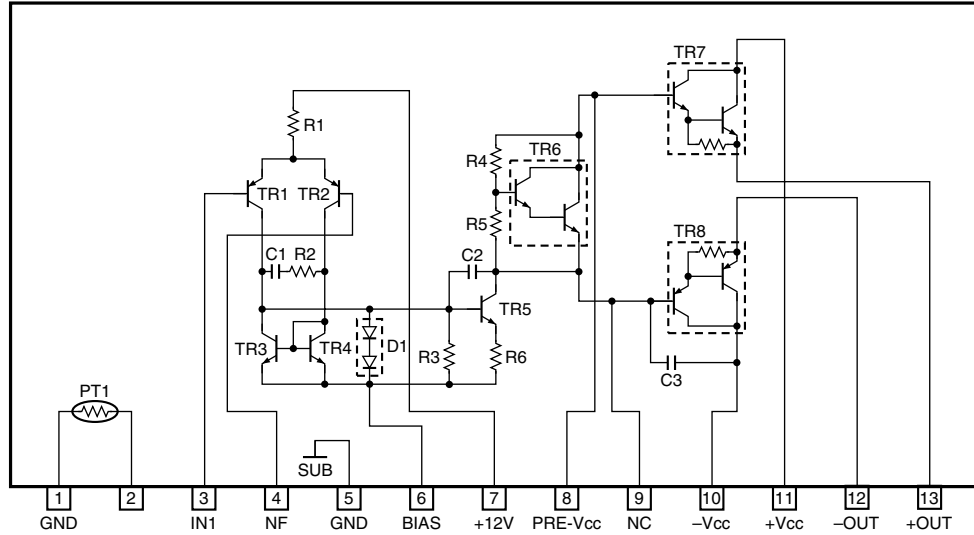 TR7
R1
R4
TR6
TR1
TR2
R5
TR8
C1
R2
C2
TR5
TR3
TR4
D1
R3
R6
C3
PT1
SUB
1
2
3
4
5
6
7
8
9
10
11
12
13
GND
IN1
NF
GND
BIAS
+12V
PRE-Vcc
NC
–Vcc
+Vcc
–OUT
+OUT